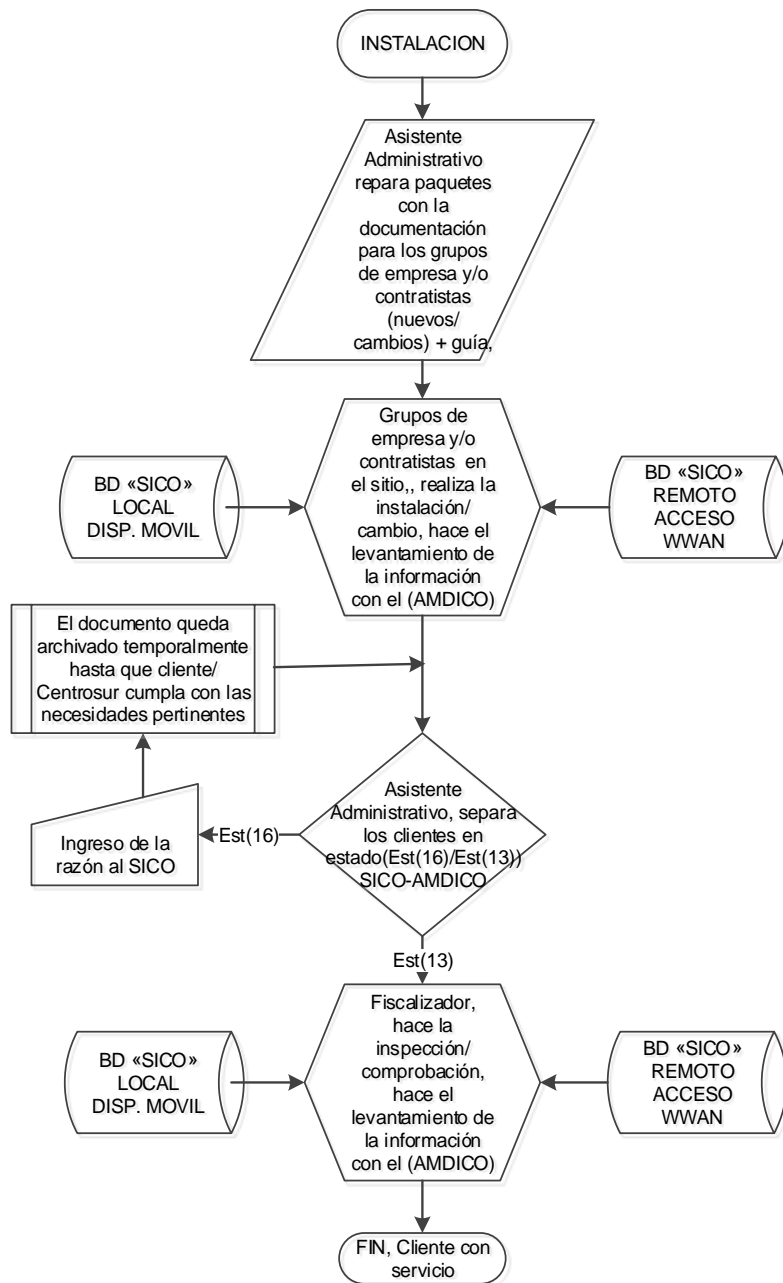 INSTALACION
Asistente
Administrativo
repara paquetes
con la
documentación
para los grupos
de empresa y/o
contratistas
(nuevos/
cambios) + guía,
Grupos de
empresa y/o
contratistas en
el sitio,, realiza la
instalación/
cambio, hace el
levantamiento de
la información
con el (AMDICO)
BD «SICO»
LOCAL
DISP. MOVIL
BD «SICO»
REMOTO
ACCESO
WWAN
El documento queda
archivado temporalmente
hasta que cliente/
Centrosur cumpla con las
necesidades pertinentes
Asistente
Administrativo, separa
los clientes en
estado(Est(16)/Est(13))
SICO-AMDICO
Est(16)
Ingreso de la
razón al SICO
Est(13)
Fiscalizador,
hace la
inspección/
comprobación,
hace el
levantamiento de
la información
con el (AMDICO)
BD «SICO»
LOCAL
DISP. MOVIL
BD «SICO»
REMOTO
ACCESO
WWAN
FIN, Cliente con
servicio